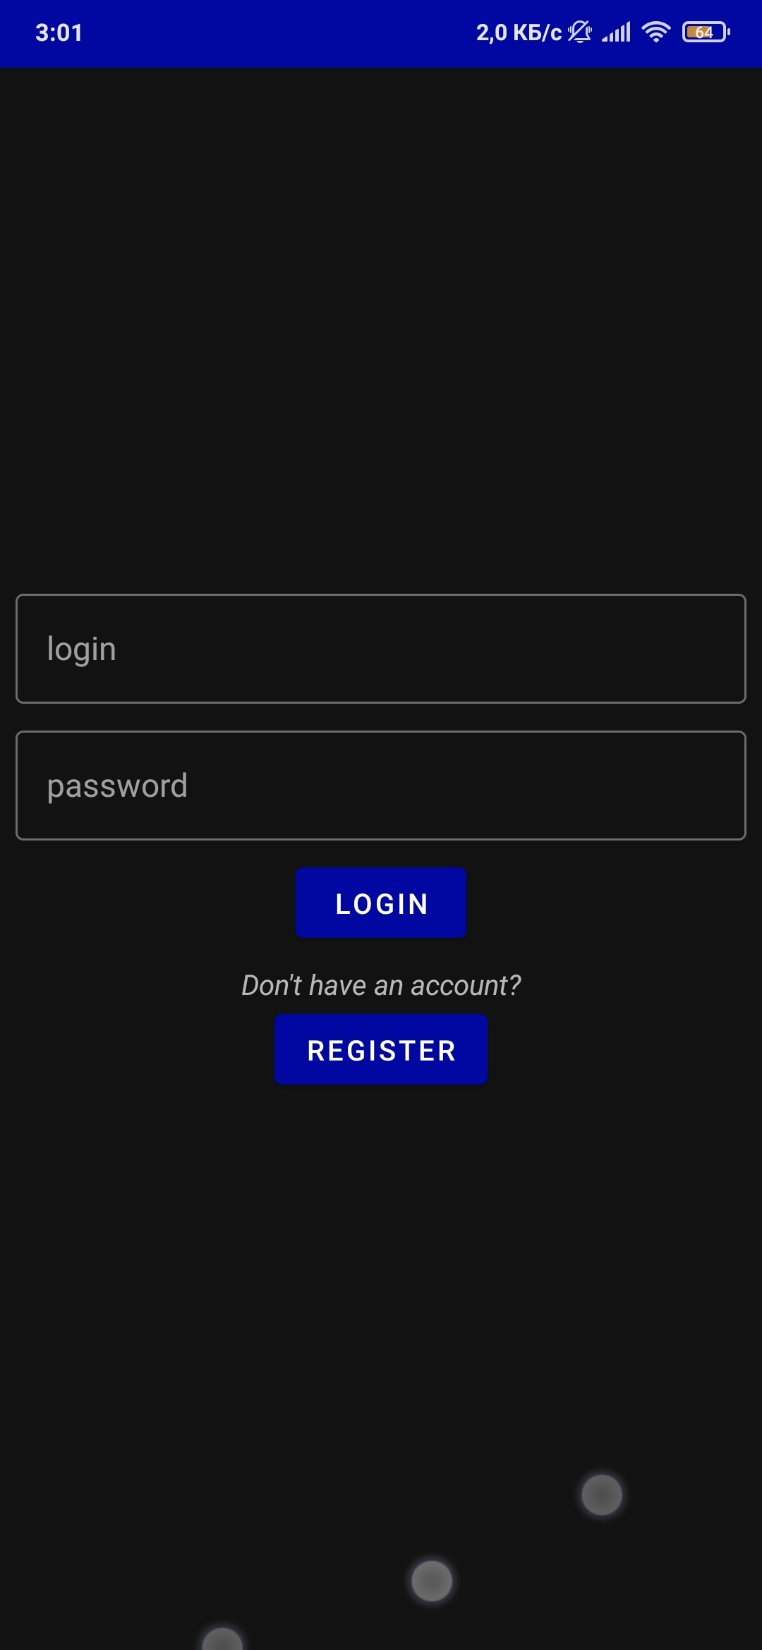 3:01 2,0 КБ/с 64
login
password
LOGIN
Don't have an account?
REGISTER